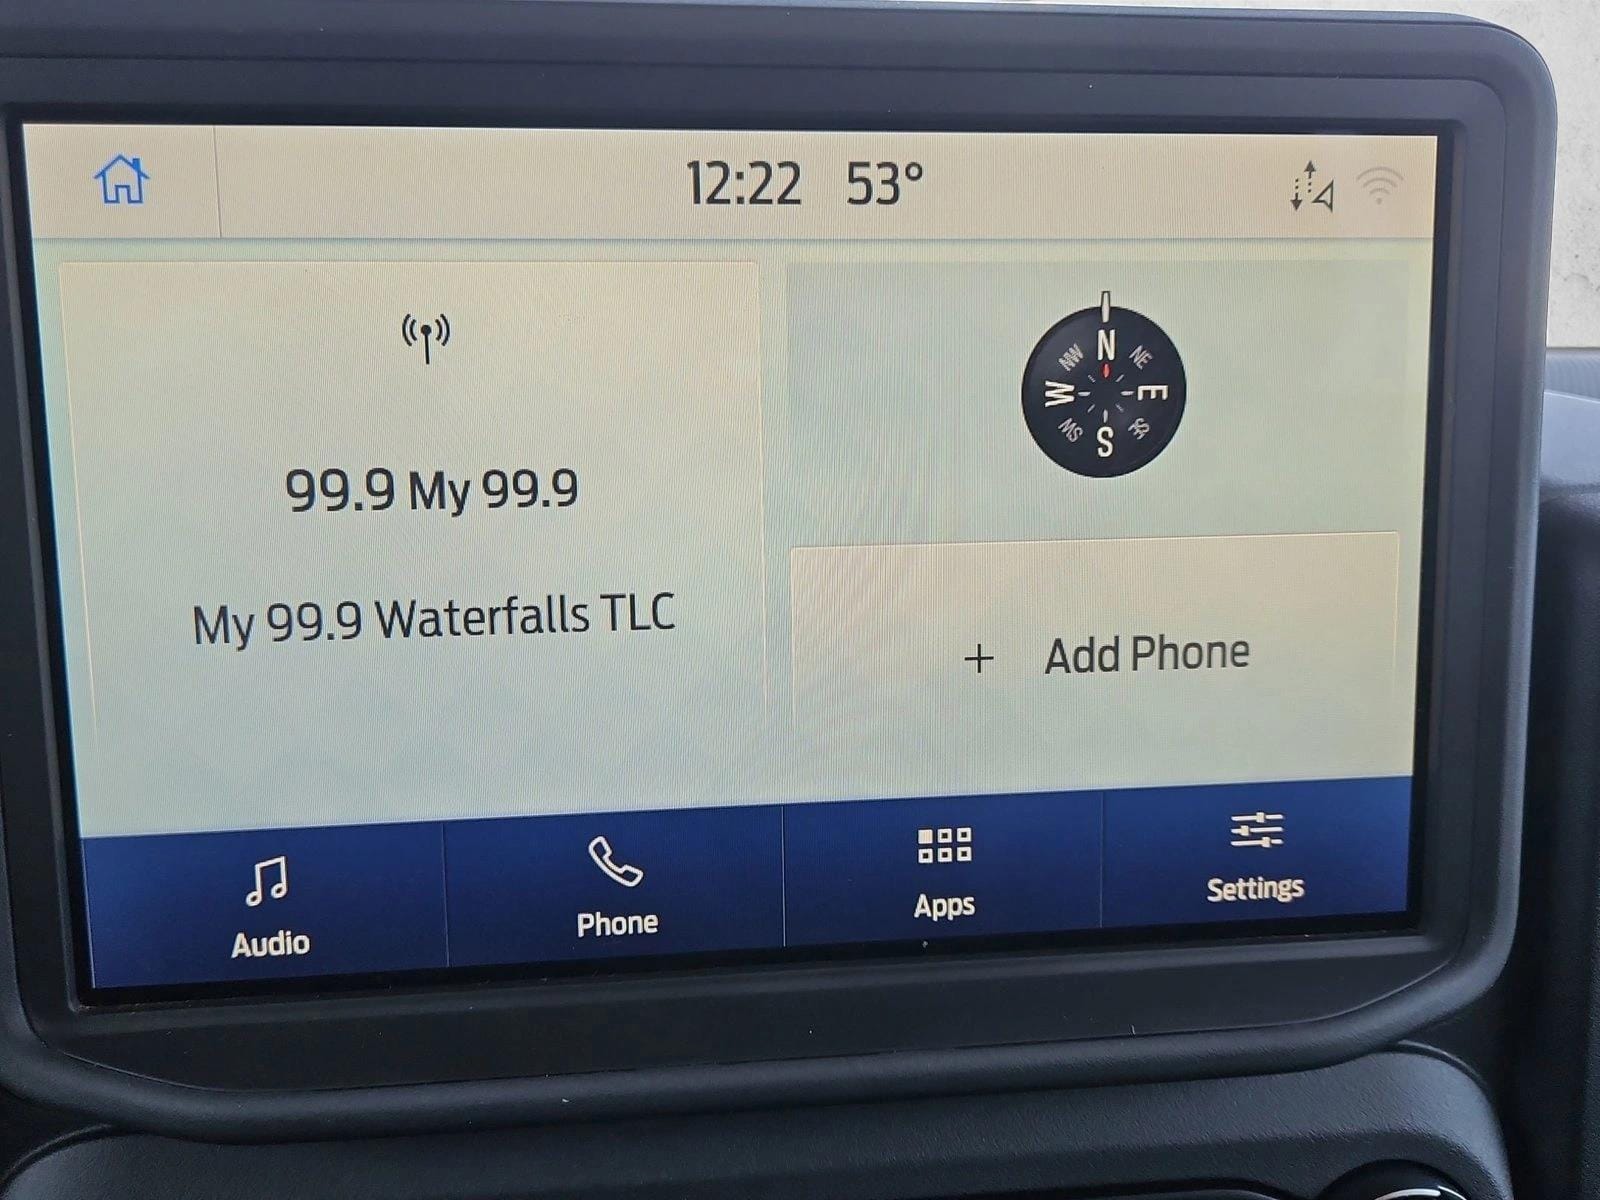 12:22 53°
99.9 My 99.9
My 99.9 Waterfalls TLC
N
NW NE
W E
SW SE
S
+ Add Phone
Audio
Phone
Apps
Settings